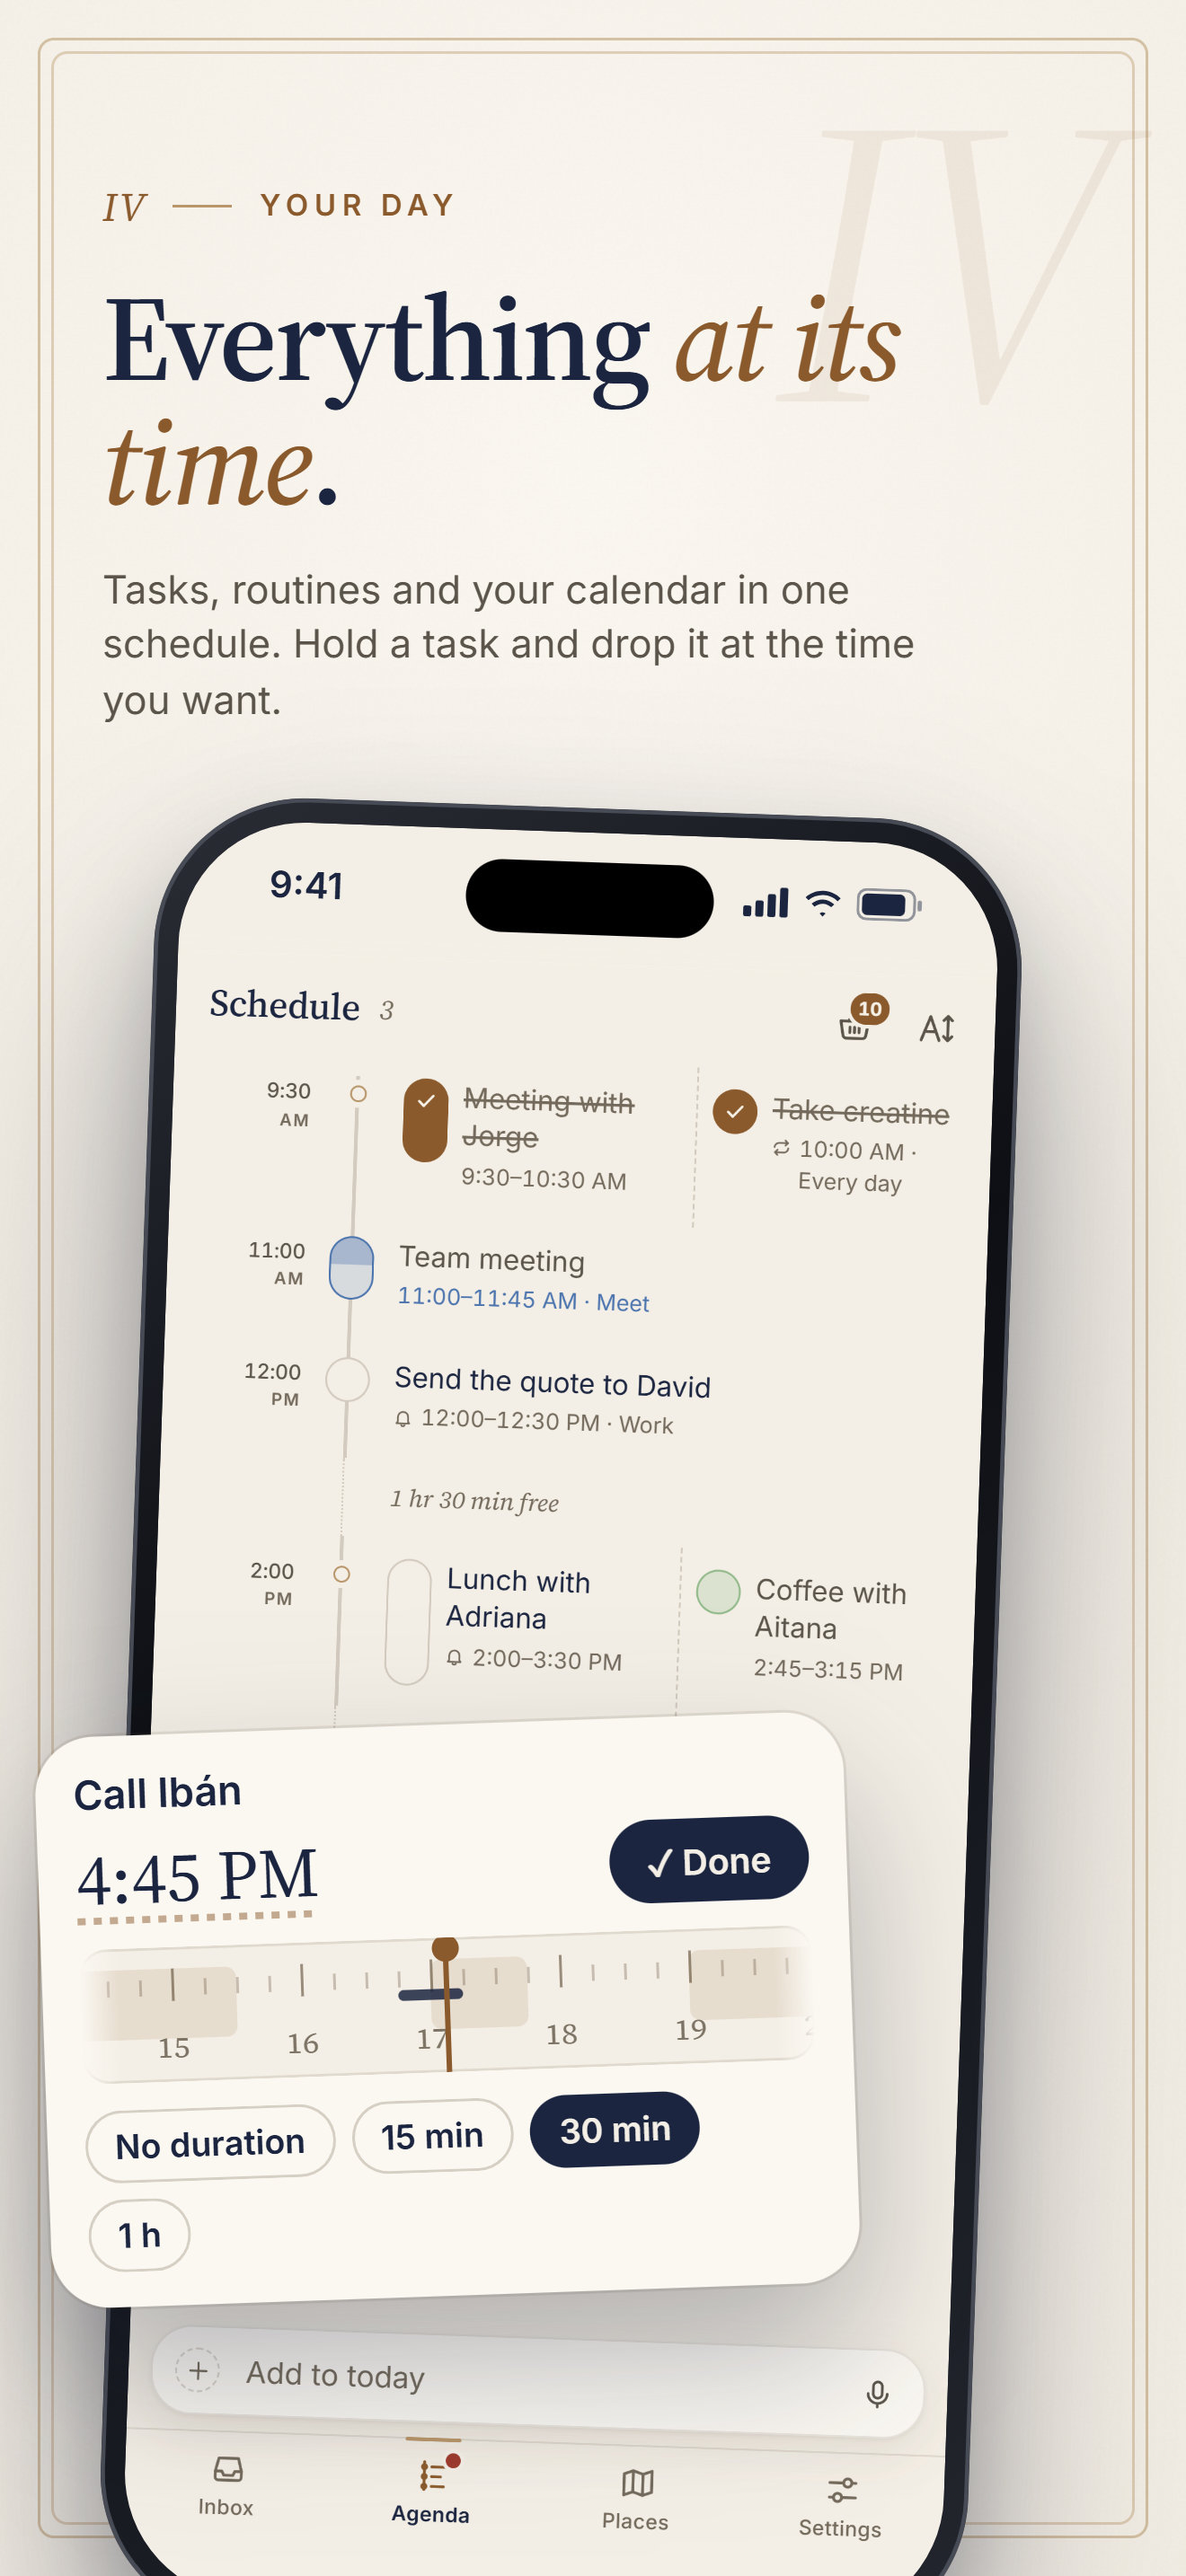 IV
IV — YOUR DAY
Everything at its
time.
Tasks, routines and your calendar in one
schedule. Hold a task and drop it at the time
you want.
9:41
Schedule 3
10
A
9:30
AM
Meeting with
Jorge
9:30–10:30 AM
Take creatine
10:00 AM ·
Every day
11:00
AM
Team meeting
11:00–11:45 AM · Meet
12:00
PM
Send the quote to David
12:00–12:30 PM · Work
1 hr 30 min free
2:00
PM
Lunch with
Adriana
2:00–3:30 PM
Coffee with
Aitana
2:45–3:15 PM
Call Ibán
4:45 PM
✓ Done
15 16 17 18 19
No duration 15 min 30 min
1 h
Add to today
Inbox Agenda Places Settings